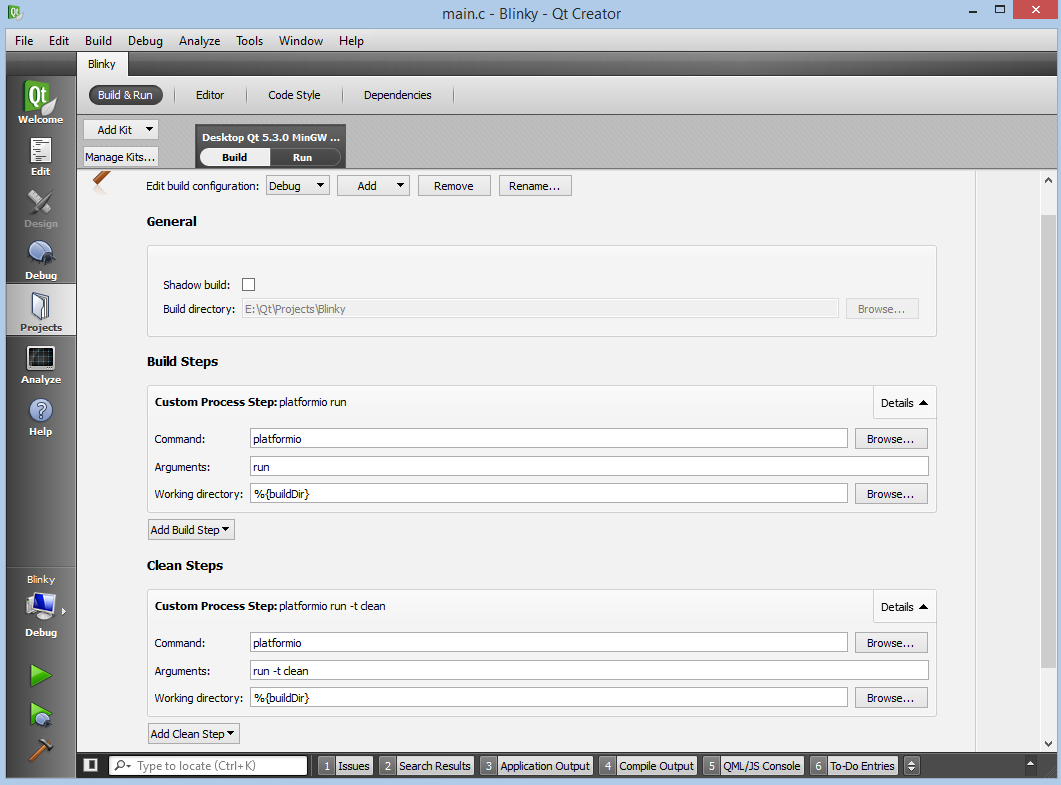 main.c - Blinky - Qt Creator
File Edit Build Debug Analyze Tools Window Help
Blinky
Build & Run Editor Code Style Dependencies
Add Kit
Manage Kits...
Desktop Qt 5.3.0 MinGW ...
Build Run
Qt
Welcome
Edit
Design
Debug
Projects
Analyze
Help
Edit build configuration: Debug Add Remove Rename...
General
Shadow build:
Build directory: E:\Qt\Projects\Blinky Browse...
Build Steps
Custom Process Step: platformio run Details
Command: platformio Browse...
Arguments: run
Working directory: %{buildDir} Browse...
Add Build Step
Clean Steps
Custom Process Step: platformio run -t clean Details
Command: platformio Browse...
Arguments: run -t clean
Working directory: %{buildDir} Browse...
Add Clean Step
Blinky
Debug
Type to locate (Ctrl+K) 1 Issues 2 Search Results 3 Application Output 4 Compile Output 5 QML/JS Console 6 To-Do Entries